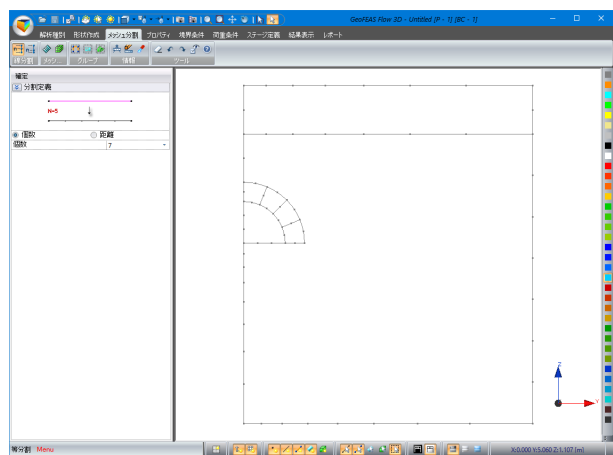 GeoFEAS Flow 3D - Untitled [P - 1] [BC - 1]
解析種別 形状作成 メッシュ分割 プロパティ 境界条件 荷重条件 ステージ定義 結果表示 レポート
線分割 メッシュ... グループ 情報 ツール
確定
分割定義
N=5
個数 距離
個数 7
Z
Y
等分割 Menu
X:0.000 Y:5.060 Z:1.107 [m]